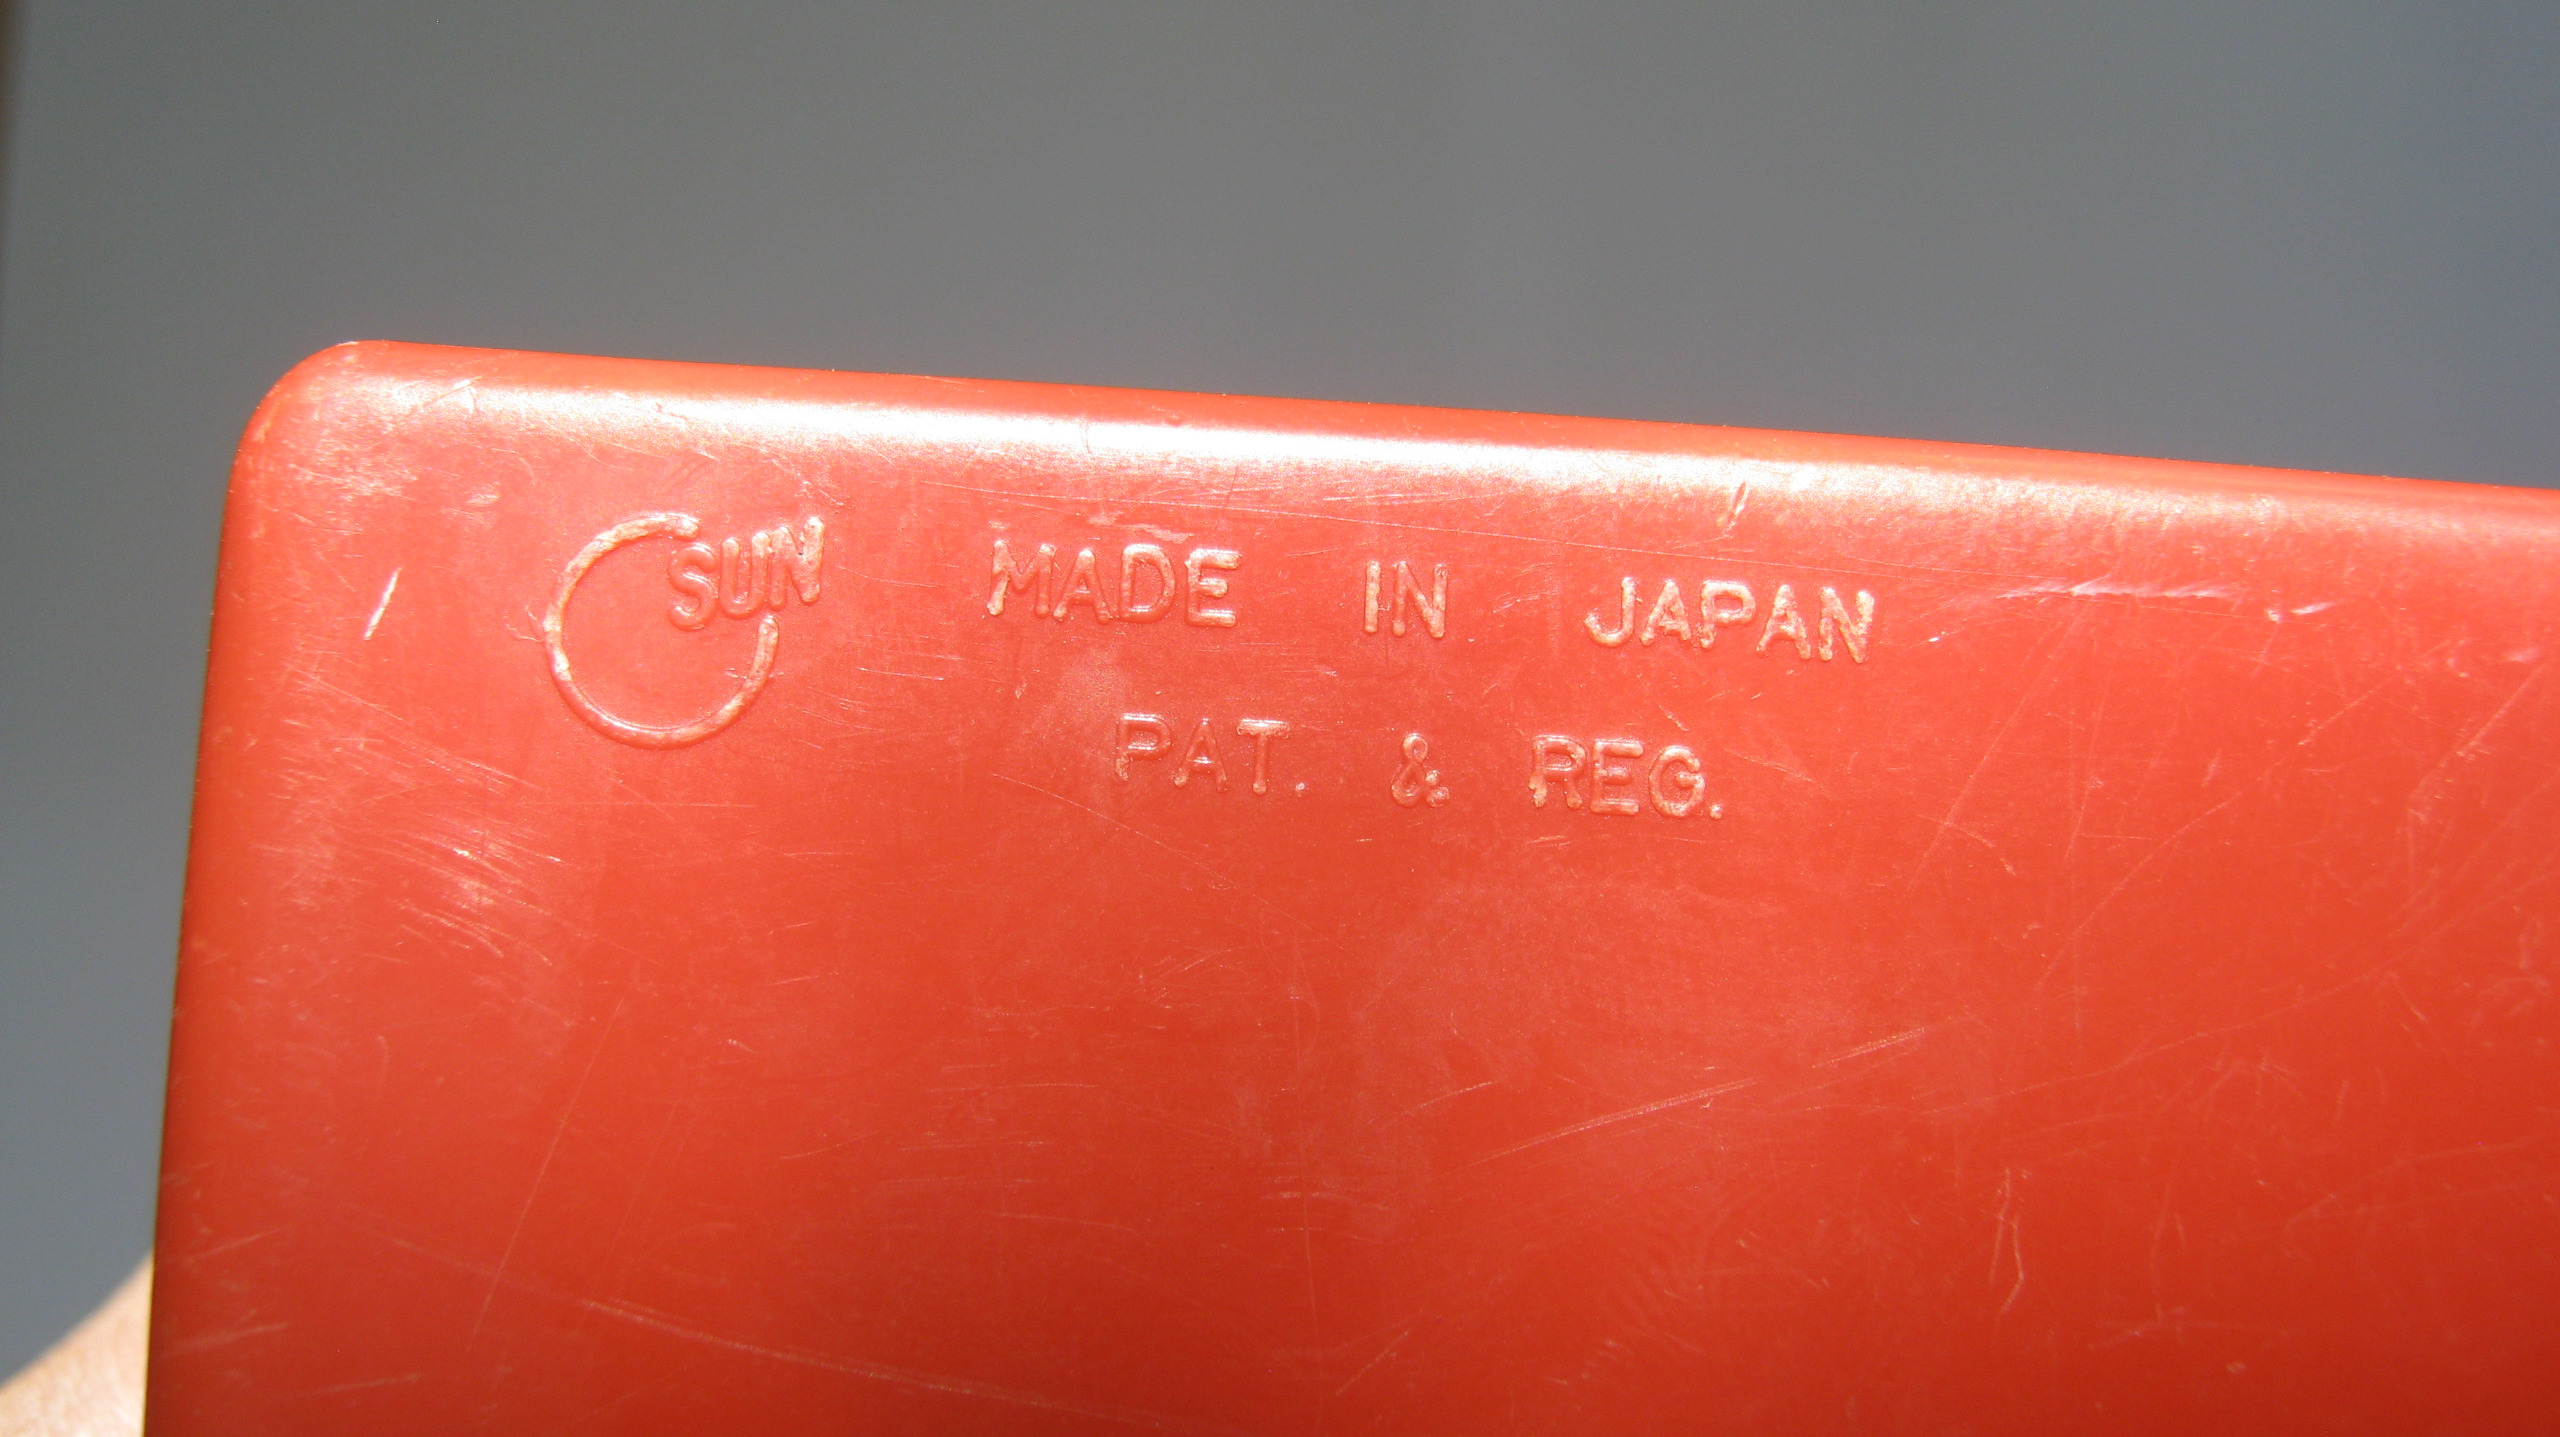 SUN MADE IN JAPAN
PAT. & REG.